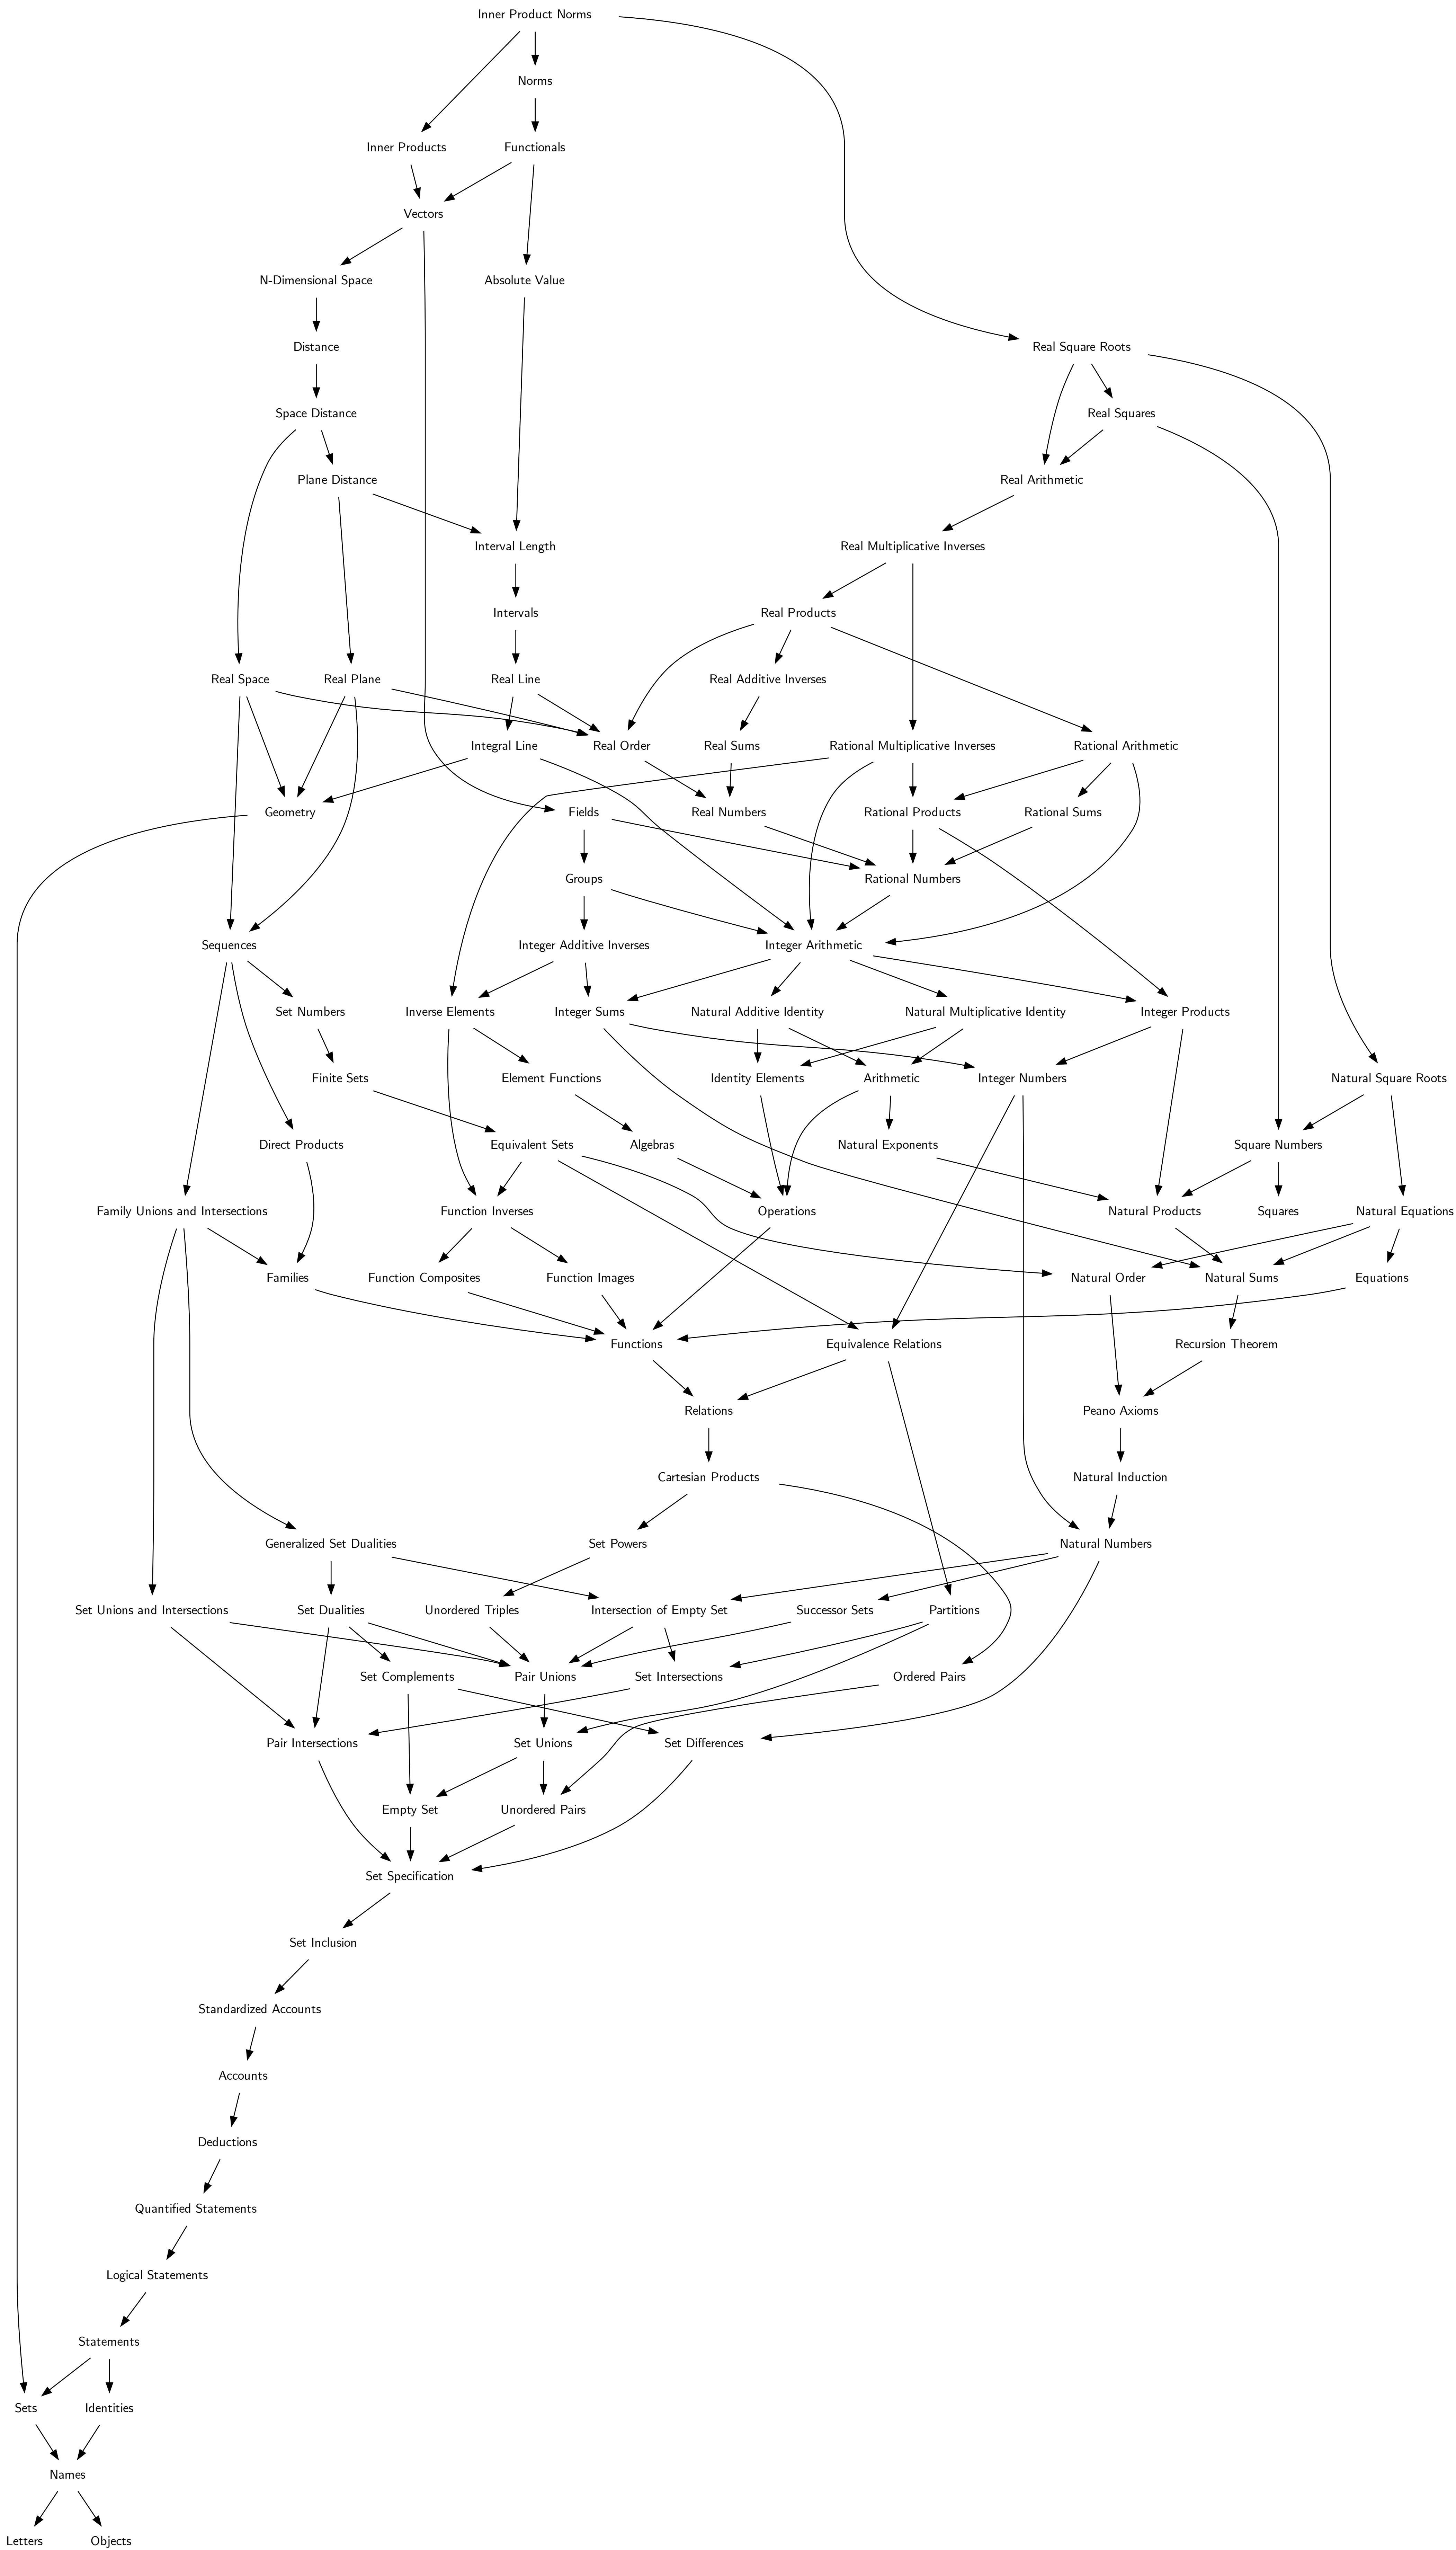 Inner Product Norms
Norms
Inner Products
Functionals
Vectors
N-Dimensional Space
Absolute Value
Distance
Real Square Roots
Space Distance
Real Squares
Plane Distance
Real Arithmetic
Interval Length
Real Multiplicative Inverses
Intervals
Real Products
Real Space
Real Plane
Real Line
Real Additive Inverses
Integral Line
Real Order
Real Sums
Rational Multiplicative Inverses
Rational Arithmetic
Geometry
Fields
Real Numbers
Rational Products
Rational Sums
Groups
Rational Numbers
Sequences
Integer Additive Inverses
Integer Arithmetic
Set Numbers
Inverse Elements
Integer Sums
Natural Additive Identity
Natural Multiplicative Identity
Integer Products
Finite Sets
Element Functions
Identity Elements
Arithmetic
Integer Numbers
Natural Square Roots
Direct Products
Equivalent Sets
Algebras
Natural Exponents
Square Numbers
Family Unions and Intersections
Function Inverses
Operations
Natural Products
Squares
Natural Equations
Families
Function Composites
Function Images
Natural Order
Natural Sums
Equations
Functions
Equivalence Relations
Recursion Theorem
Relations
Peano Axioms
Cartesian Products
Natural Induction
Generalized Set Dualities
Set Powers
Natural Numbers
Set Unions and Intersections
Set Dualities
Unordered Triples
Intersection of Empty Set
Successor Sets
Partitions
Set Complements
Pair Unions
Set Intersections
Ordered Pairs
Pair Intersections
Set Unions
Set Differences
Empty Set
Unordered Pairs
Set Specification
Set Inclusion
Standardized Accounts
Accounts
Deductions
Quantified Statements
Logical Statements
Statements
Sets
Identities
Names
Letters
Objects